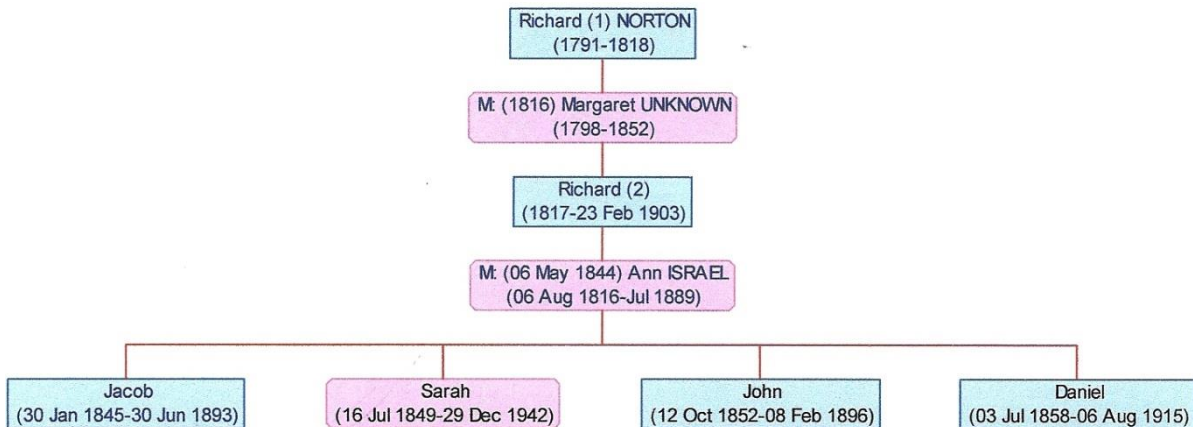 Richard (1) NORTON
(1791-1818)
M: (1816) Margaret UNKNOWN
(1798-1852)
Richard (2)
(1817-23 Feb 1903)
M: (06 May 1844) Ann ISRAEL
(06 Aug 1816-Jul 1889)
Jacob
(30 Jan 1845-30 Jun 1893)
Sarah
(16 Jul 1849-29 Dec 1942)
John
(12 Oct 1852-08 Feb 1896)
Daniel
(03 Jul 1858-06 Aug 1915)